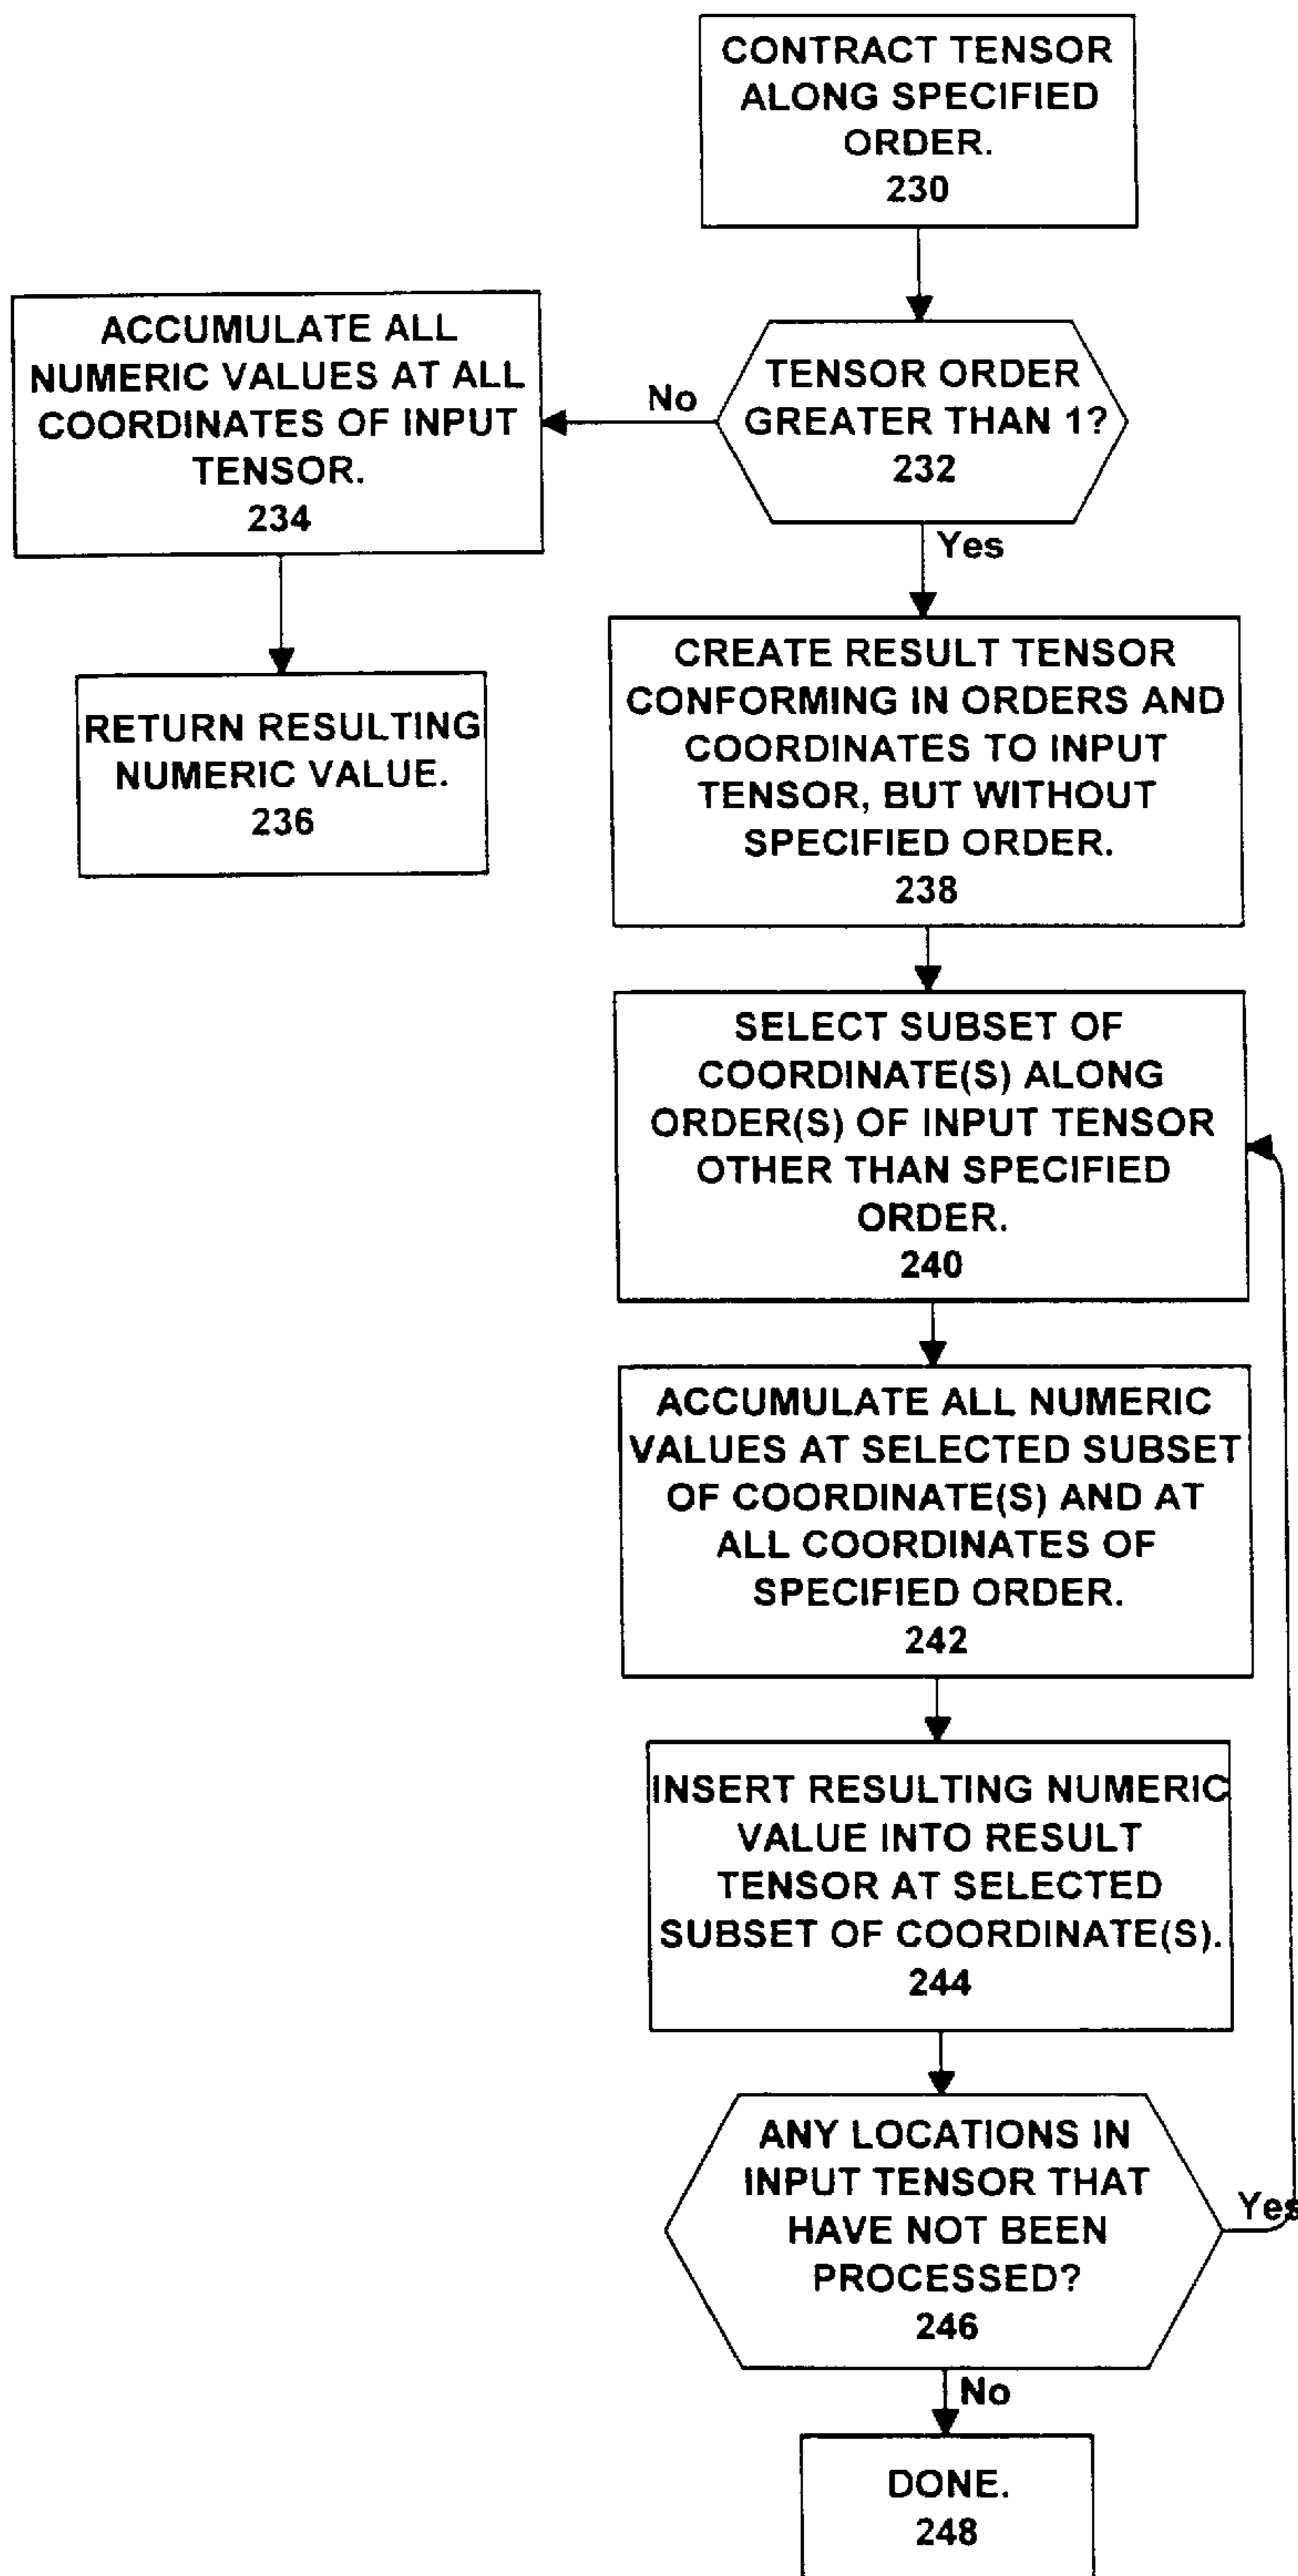 CONTRACT TENSOR
ALONG SPECIFIED
ORDER.
230
TENSOR ORDER
GREATER THAN 1?
232
No
Yes
ACCUMULATE ALL
NUMERIC VALUES AT ALL
COORDINATES OF INPUT
TENSOR.
234
RETURN RESULTING
NUMERIC VALUE.
236
CREATE RESULT TENSOR
CONFORMING IN ORDERS AND
COORDINATES TO INPUT
TENSOR, BUT WITHOUT
SPECIFIED ORDER.
238
SELECT SUBSET OF
COORDINATE(S) ALONG
ORDER(S) OF INPUT TENSOR
OTHER THAN SPECIFIED
ORDER.
240
ACCUMULATE ALL NUMERIC
VALUES AT SELECTED SUBSET
OF COORDINATE(S) AND AT
ALL COORDINATES OF
SPECIFIED ORDER.
242
INSERT RESULTING NUMERIC
VALUE INTO RESULT
TENSOR AT SELECTED
SUBSET OF COORDINATE(S).
244
ANY LOCATIONS IN
INPUT TENSOR THAT
HAVE NOT BEEN
PROCESSED?
246
Yes
No
DONE.
248